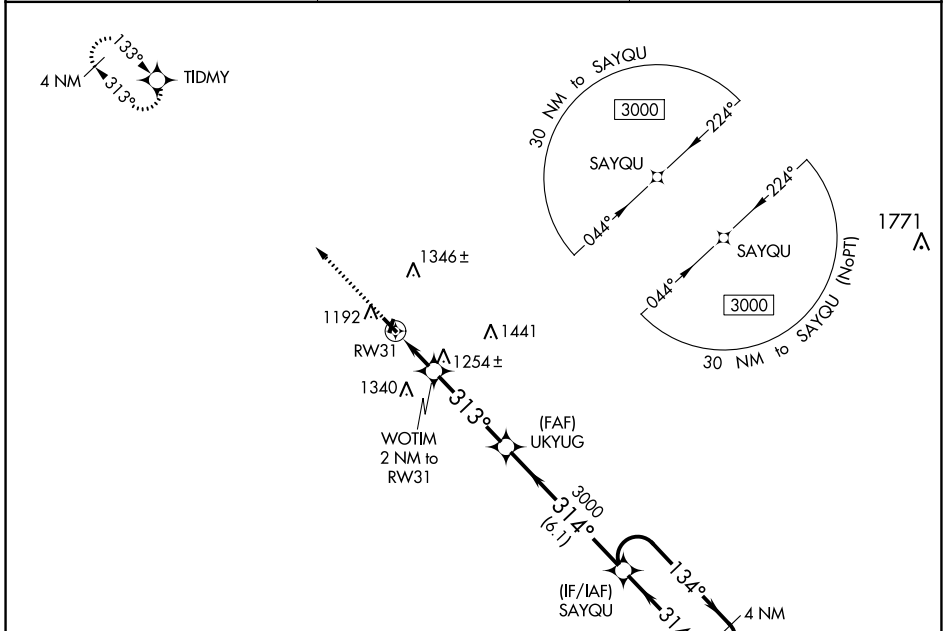 133°
4 NM
313°
TIDMY
30 NM to SAYQU
3000
224°
SAYQU
044°
224°
SAYQU
044°
3000
30 NM to SAYQU (NoPT)
1771
1346±
1192
RW31
1441
1254±
1340
WOTIM
2 NM to
RW31
313°
(FAF)
UKYUG
3000
314°
(6.1)
(IF/IAF)
SAYQU
134°
4 NM